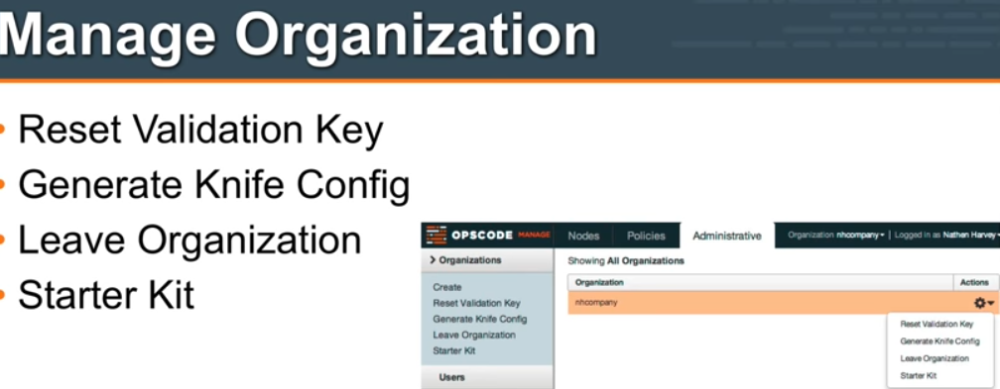 Manage Organization
• Reset Validation Key
• Generate Knife Config
• Leave Organization
• Starter Kit
OPSCODE MANAGE
Nodes Policies Administrative Organization nhcompany | Logged in as Nathen Harvey
> Organizations
Create
Reset Validation Key
Generate Knife Config
Leave Organization
Starter Kit
Users
Showing All Organizations
Organization Actions
nhcompany
Reset Validation Key
Generate Knife Config
Leave Organization
Starter Kit